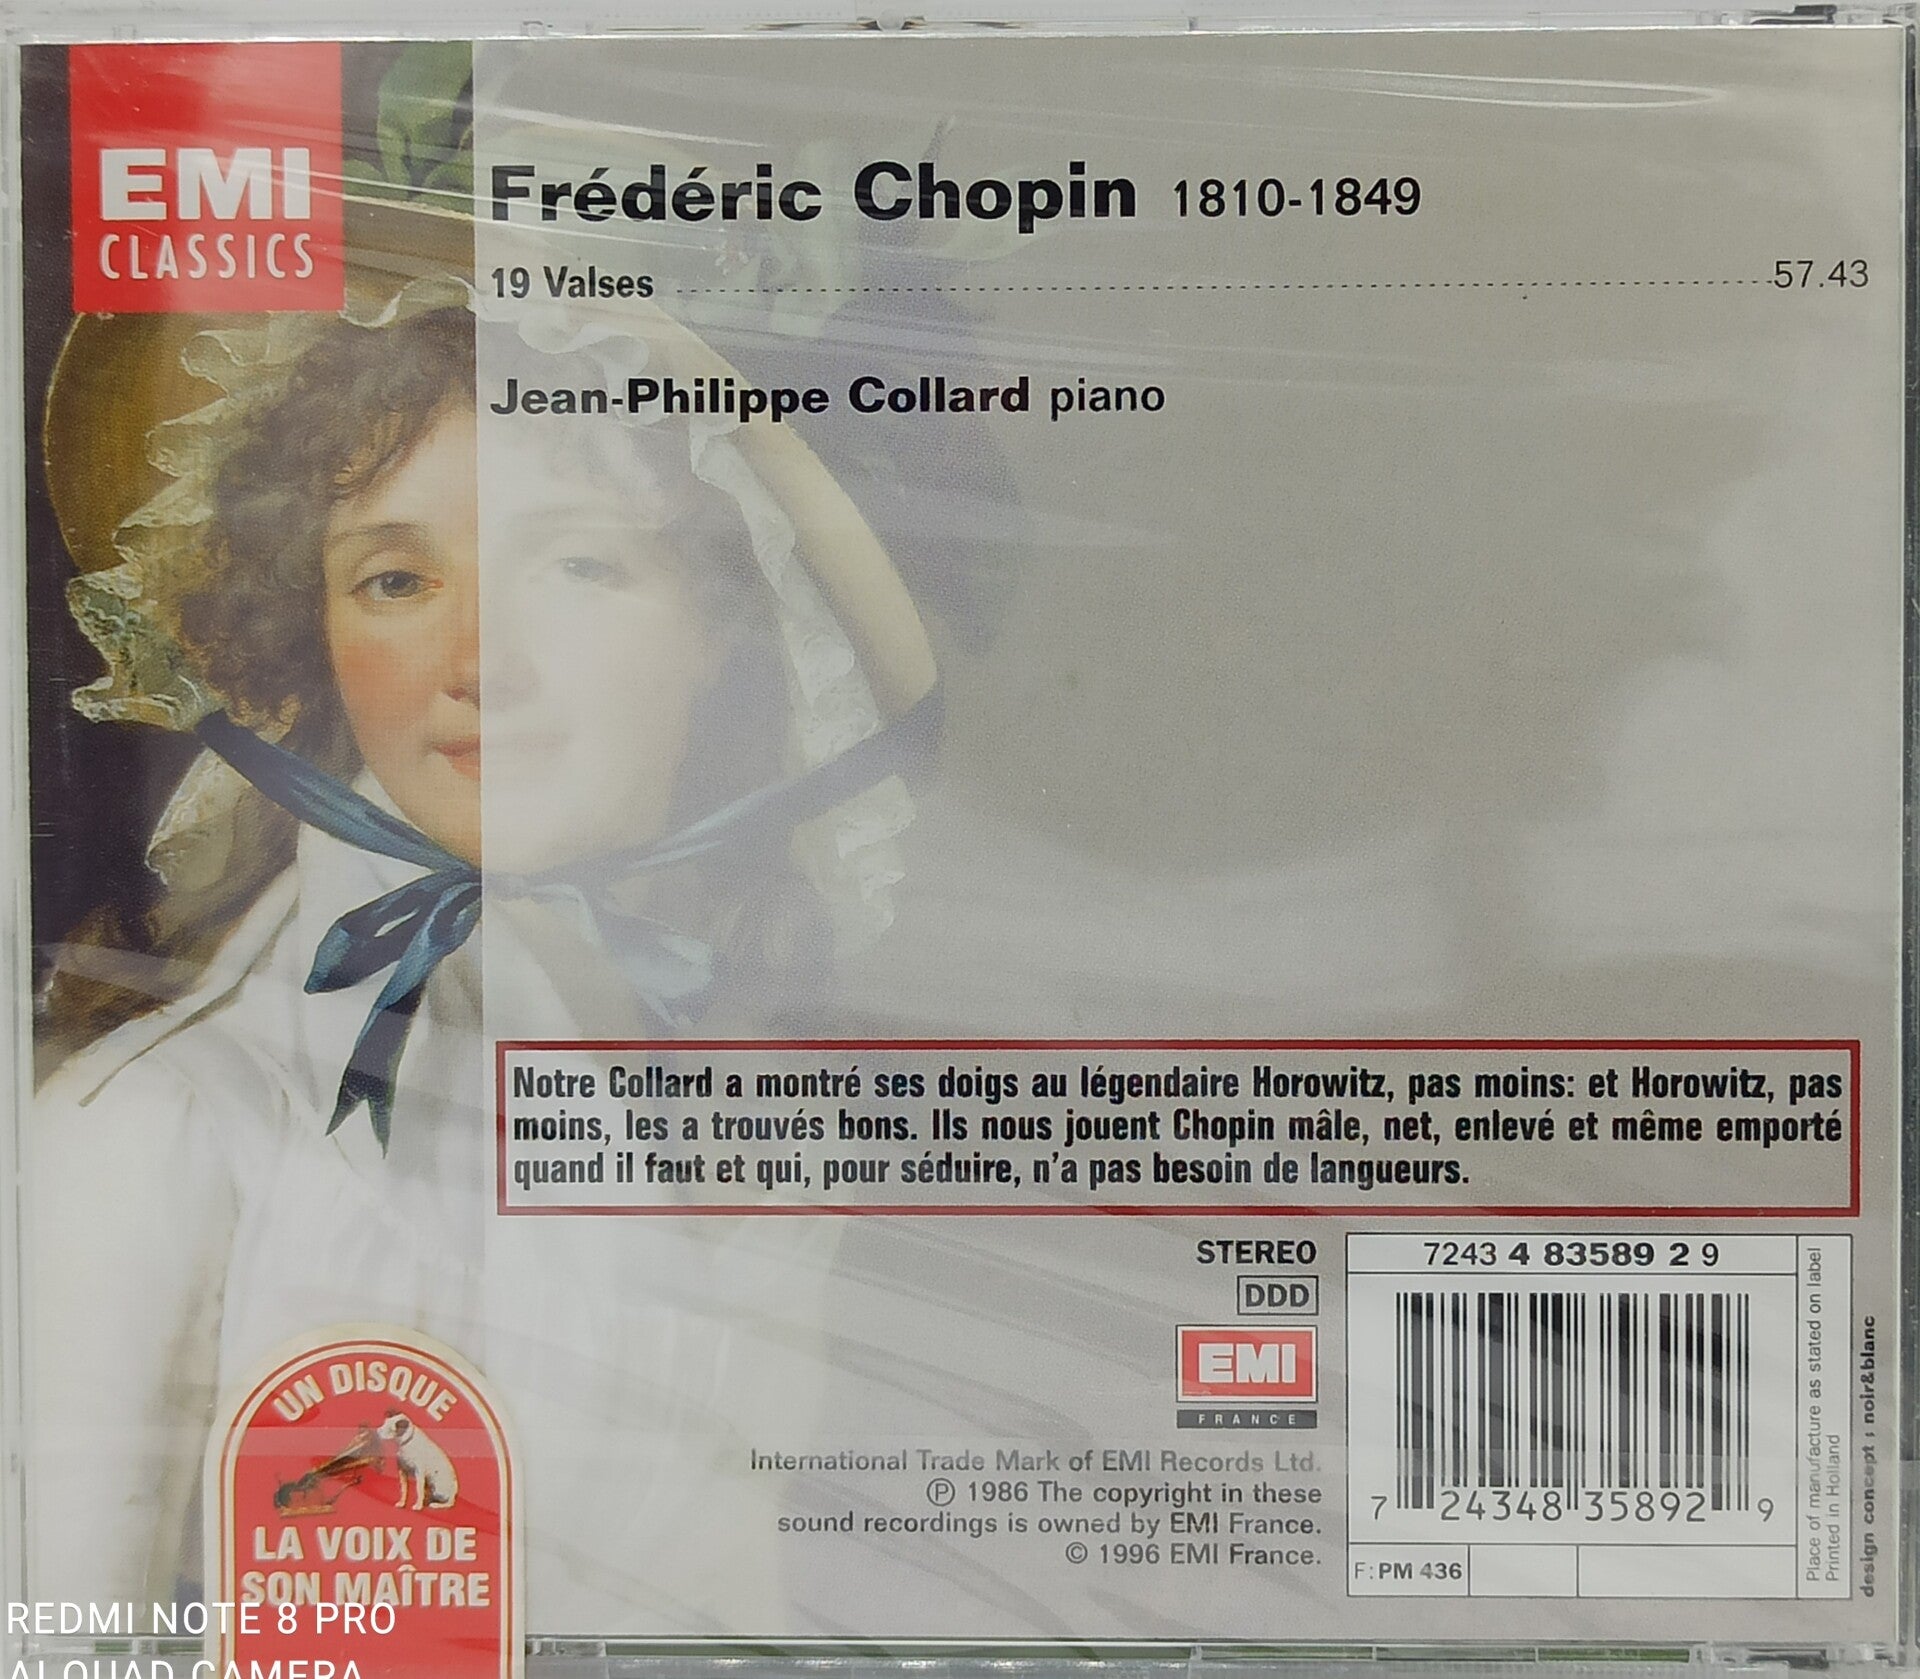 EMI
CLASSICS
Frédéric Chopin 1810-1849
19 Valses 57.43
Jean-Philippe Collard piano
Notre Collard a montré ses doigs au légendaire Horowitz, pas moins: et Horowitz, pas
moins, les a trouvés bons. Ils nous jouent Chopin mâle, net, enlevé et même emporté
quand il faut et qui, pour séduire, n'a pas besoin de langueurs.
STEREO
DDD
EMI
FRANCE
International Trade Mark of EMI Records Ltd.
Ⓟ 1986 The copyright in these
sound recordings is owned by EMI France.
© 1996 EMI France.
7243 4 83589 2 9
7 24348 35892 9
F: PM 436
Place of manufacture as stated on label
Printed in Holland
design concept ; noir&blanc
UN DISQUE
LA VOIX DE
SON MAÎTRE
REDMI NOTE 8 PRO
AI QUAD CAMERA